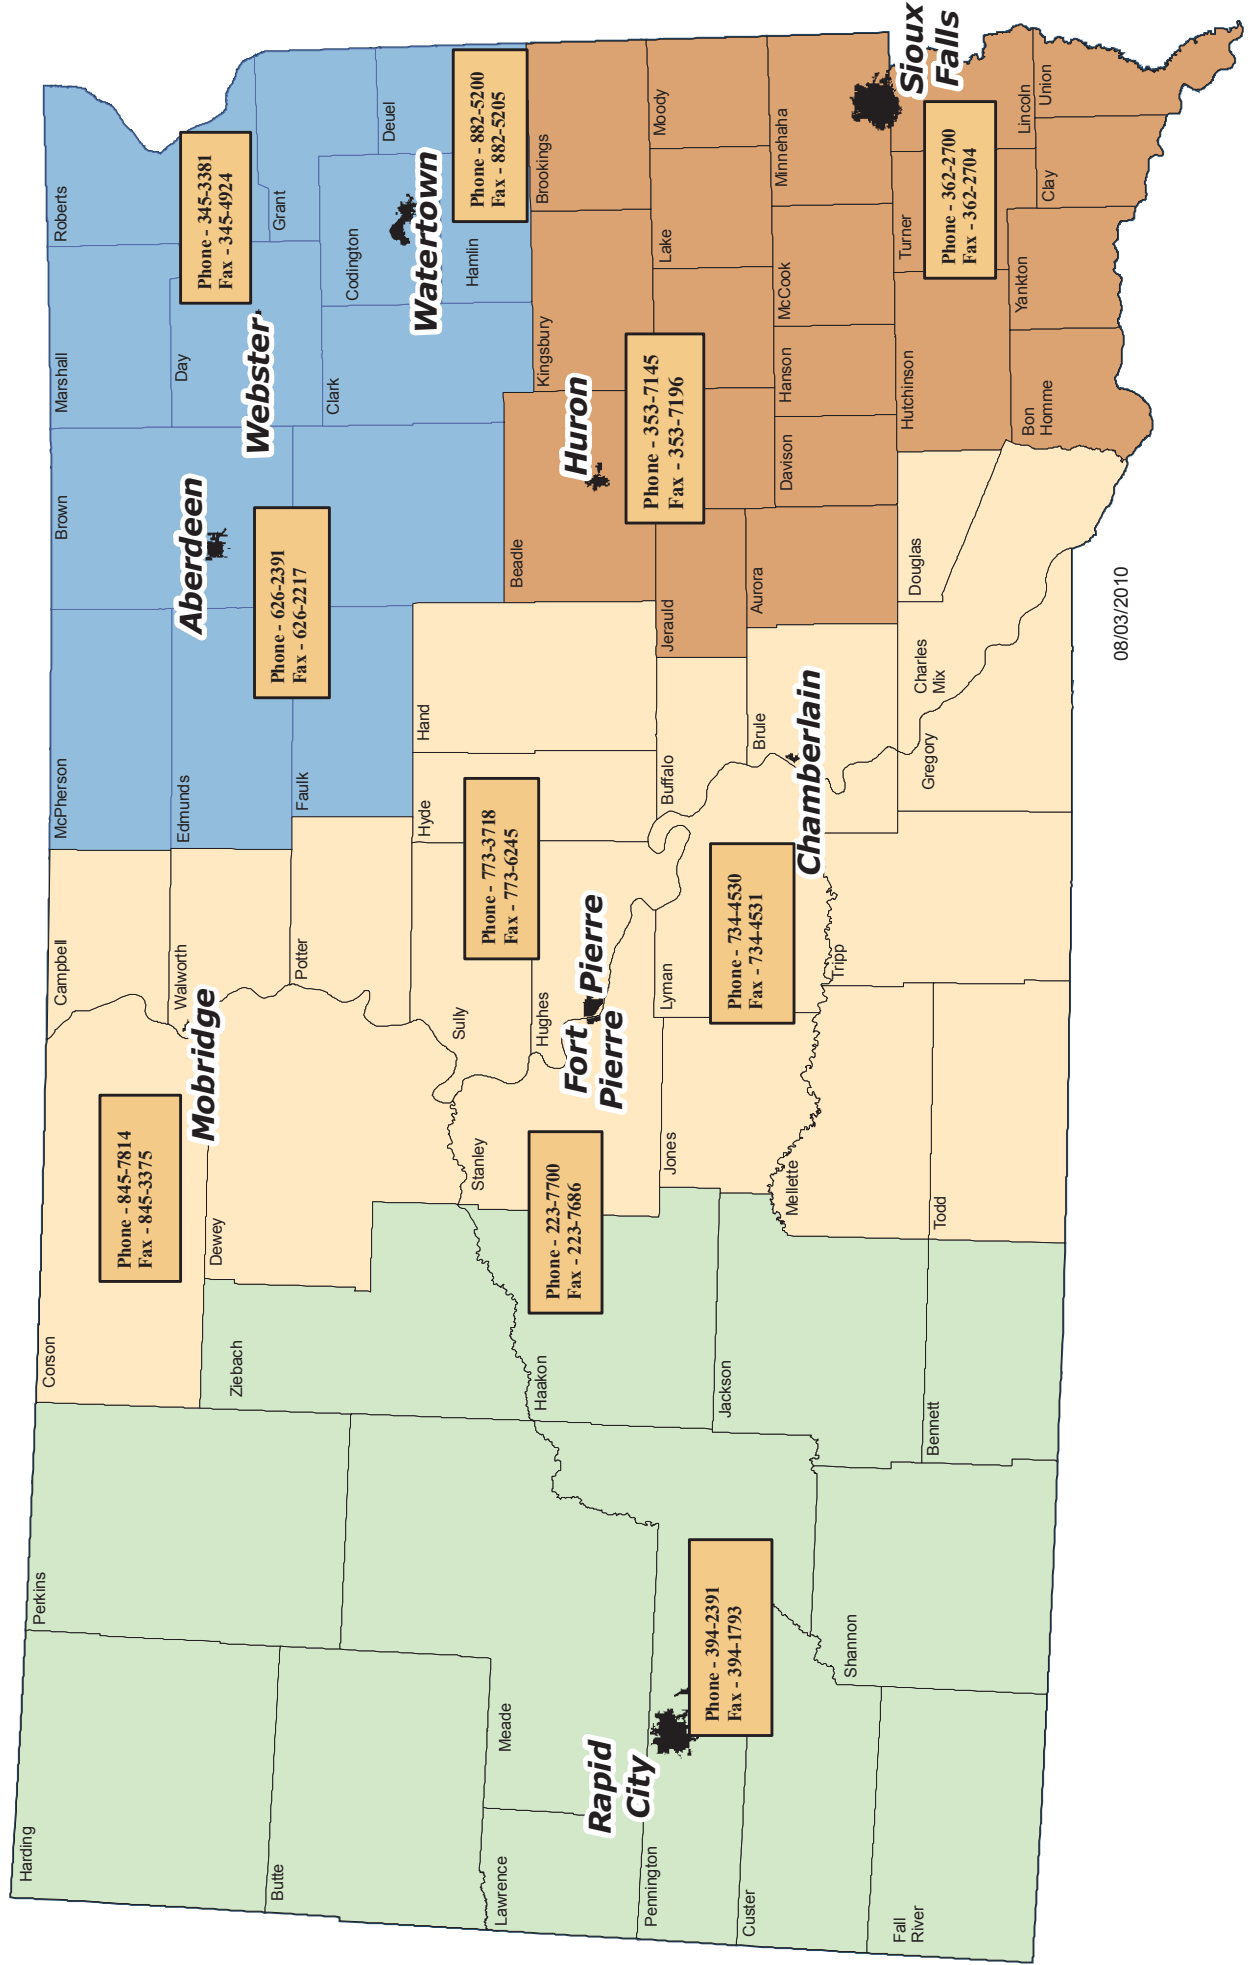 Harding
Perkins
Corson
Campbell
McPherson
Brown
Marshall
Roberts
Phone - 845-7814
Fax - 845-3375
Mobridge
Walworth
Edmunds
Aberdeen
Day
Phone - 345-3381
Fax - 345-4924
Webster
Grant
Butte
Ziebach
Dewey
Potter
Faulk
Phone - 626-2391
Fax - 626-2217
Clark
Codington
Deuel
Watertown
Hamlin
Phone - 882-5200
Fax - 882-5205
Lawrence
Meade
Stanley
Sully
Hyde
Hand
Phone - 773-3718
Fax - 773-6245
Beadle
Kingsbury
Brookings
Rapid
City
Haakon
Phone - 223-7700
Fax - 223-7686
Hughes
Fort Pierre
Pierre
Huron
Phone - 353-7145
Fax - 353-7196
Pennington
Phone - 394-2391
Fax - 394-1793
Jackson
Jones
Lyman
Phone - 734-4530
Fax - 734-4531
Buffalo
Jerauld
Lake
Moody
Custer
Mellette
Tripp
Chamberlain
Brule
Aurora
Davison
Hanson
McCook
Minnehaha
Sioux
Falls
Fall
River
Shannon
Bennett
Todd
Gregory
Charles
Mix
Douglas
Hutchinson
Turner
Phone - 362-2700
Fax - 362-2704
Lincoln
Bon
Homme
Yankton
Clay
Union
08/03/2010